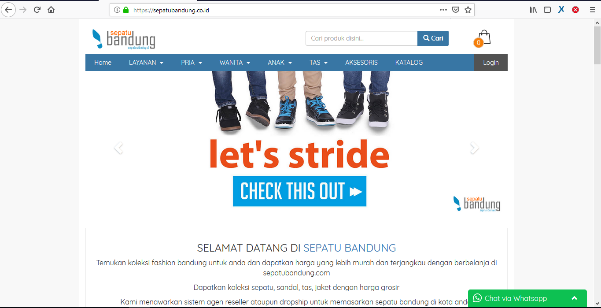 https://sepatubandung.co.id
sepatu
bandung
Cari produk disini..
Cari
0
Home LAYANAN PRIA WANITA ANAK TAS AKSESORIS KATALOG Login
let's stride
CHECK THIS OUT
sepatu
bandung
SELAMAT DATANG DI SEPATU BANDUNG
Temukan koleksi fashion bandung untuk anda dan dapatkan harga yang lebih murah dan terjangkau dengan berbelanja di
sepatubandung.com
Dapatkan koleksi sepatu, sandal, tas, jaket dengan harga grosir
Kami menawarkan sistem agen reseller ataupun dropship untuk memasarkan sepatu bandung di kota anda
Chat via Whatsapp